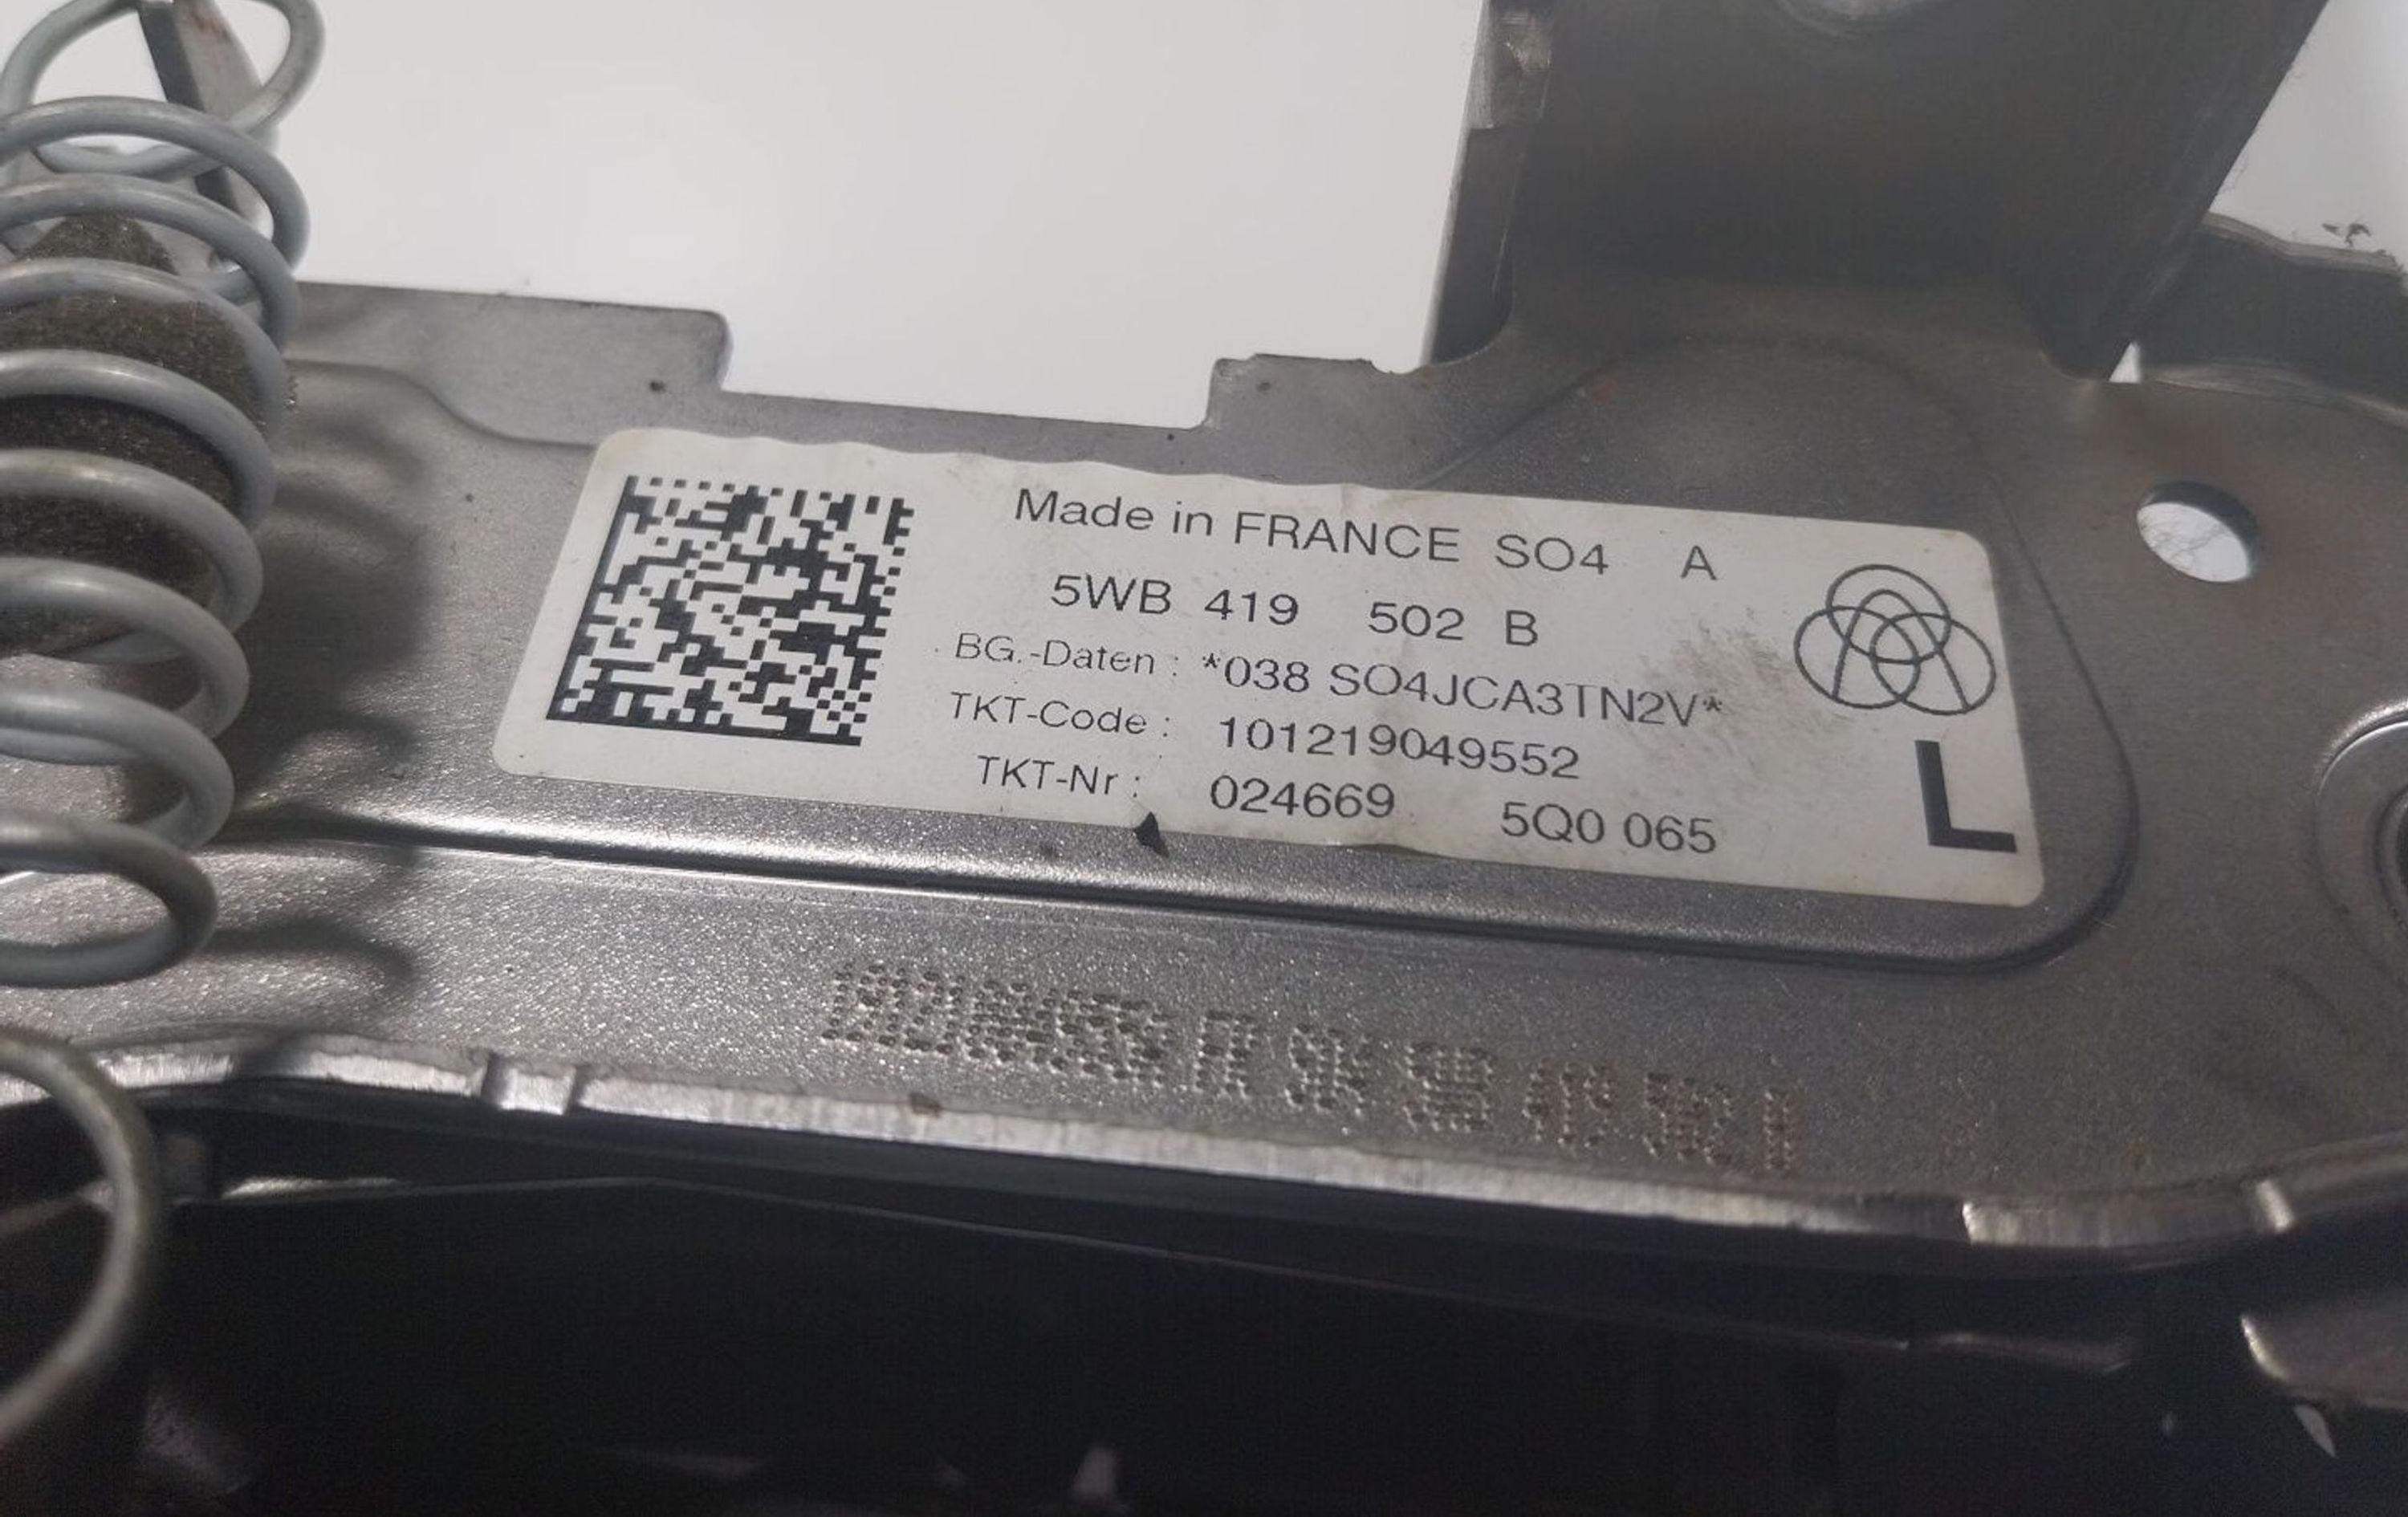 Made in FRANCE SO4 A
5WB 419 502 B
BG.-Daten : *038 SO4JCA3TN2V*
TKT-Code : 101219049552
TKT-Nr : 024669 5Q0 065
L